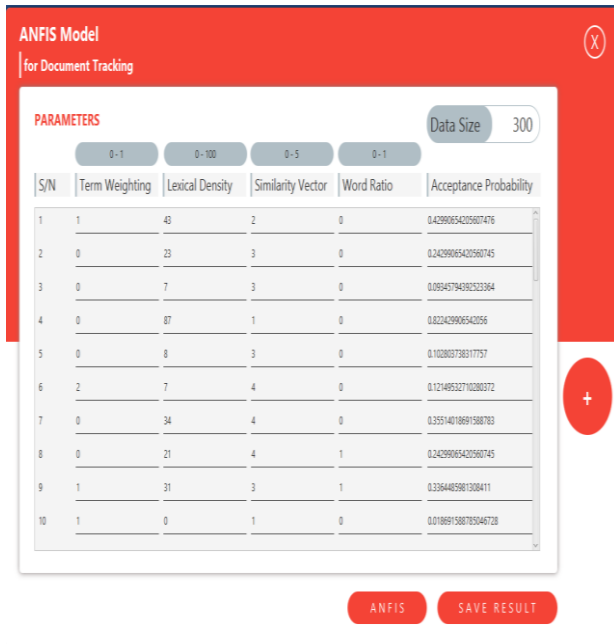 ANFIS Model
for Document Tracking
X
PARAMETERS
Data Size 300
0 - 1 0 - 100 0 - 5 0 - 1
S/N Term Weighting Lexical Density Similarity Vector Word Ratio Acceptance Probability
1 1 43 2 0 0.42990654205607476
2 0 23 3 0 0.24299065420560745
3 0 7 3 0 0.09345794392523364
4 0 87 1 0 0.822429906542056
5 0 8 3 0 0.102803738317757
6 2 7 4 0 0.12149532710280372
7 0 34 4 0 0.35514018691588783
8 0 21 4 1 0.24299065420560745
9 1 31 3 1 0.3364485981308411
10 1 0 1 0 0.018691588785046728
+
ANFIS SAVE RESULT